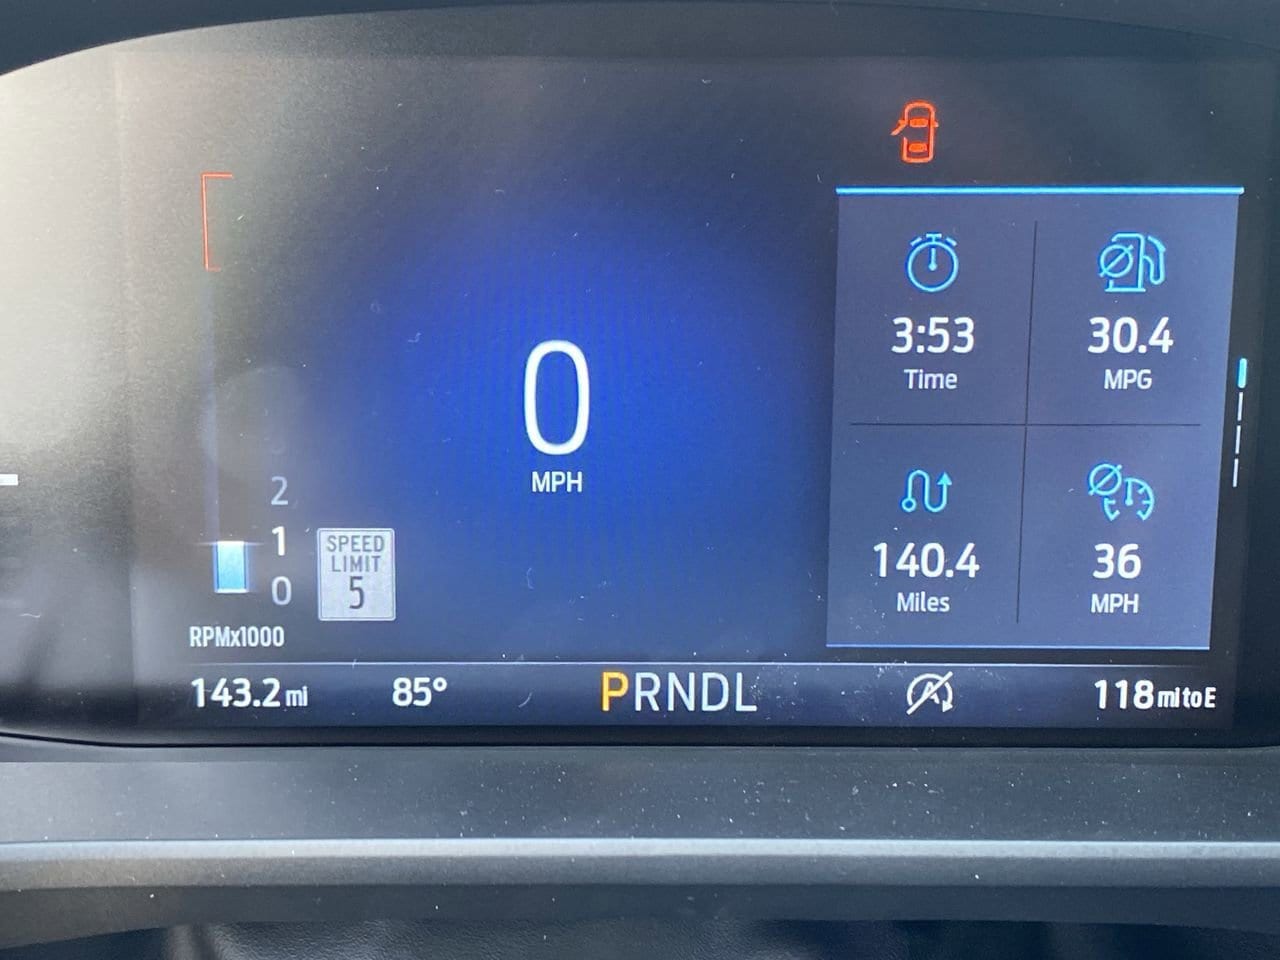 3:53
Time
30.4
MPG
0
MPH
140.4
Miles
36
MPH
2
1
0
RPMx1000
SPEED
LIMIT
5
143.2 mi 85° PRNDL A 118 mi to E